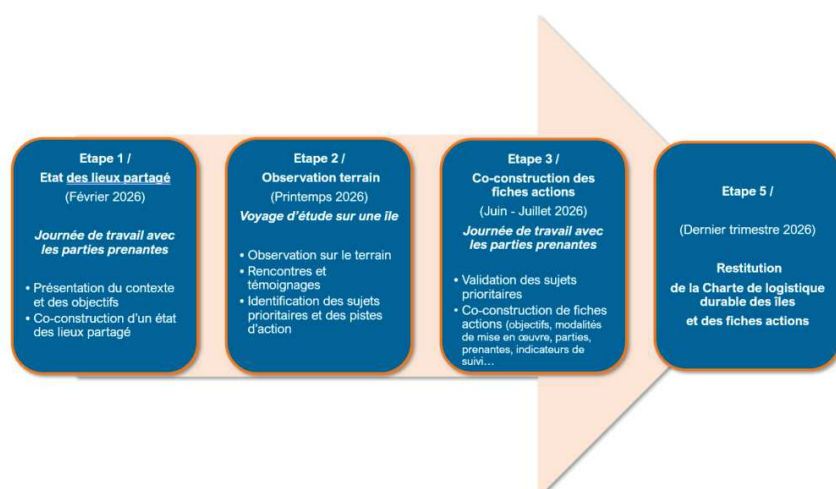 Etape 1 /
Etat des lieux partagé
(Février 2026)
Journée de travail avec
les parties prenantes
• Présentation du contexte
et des objectifs
• Co-construction d'un état
des lieux partagé
Etape 2 /
Observation terrain
(Printemps 2026)
Voyage d'étude sur une île
• Observation sur le terrain
• Rencontres et
témoignages
• Identification des sujets
prioritaires et des pistes
d'action
Etape 3 /
Co-construction des
fiches actions
(Juin - Juillet 2026)
Journée de travail avec
les parties prenantes
• Validation des sujets
prioritaires
• Co-construction de fiches
actions (objectifs, modalités
de mise en œuvre, parties,
prenantes, indicateurs de
suivi…
Etape 5 /
(Dernier trimestre 2026)
Restitution
de la Charte de logistique
durable des îles
et des fiches actions